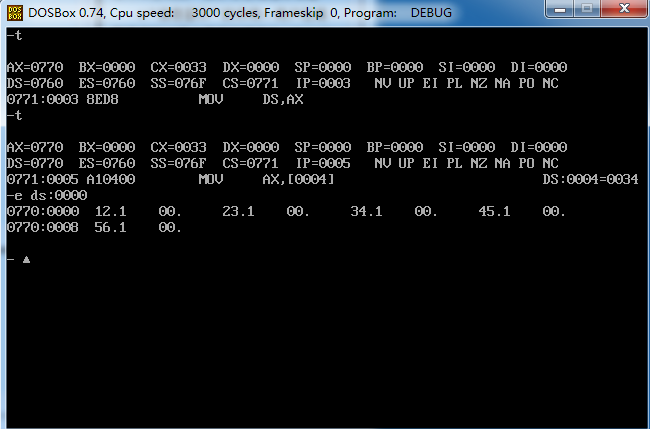 DOS BOX DOSBox 0.74, Cpu speed: 3000 cycles, Frameskip 0, Program: DEBUG
-t
AX=0770 BX=0000 CX=0033 DX=0000 SP=0000 BP=0000 SI=0000 DI=0000
DS=0760 ES=0760 SS=076F CS=0771 IP=0003 NV UP EI PL NZ NA PO NC
0771:0003 8ED8 MOV DS,AX
-t
AX=0770 BX=0000 CX=0033 DX=0000 SP=0000 BP=0000 SI=0000 DI=0000
DS=0770 ES=0760 SS=076F CS=0771 IP=0005 NV UP EI PL NZ NA PO NC
0771:0005 A10400 MOV AX,[0004] DS:0004=0034
-e ds:0000
0770:0000 12.1 00. 23.1 00. 34.1 00. 45.1 00.
0770:0008 56.1 00.
-